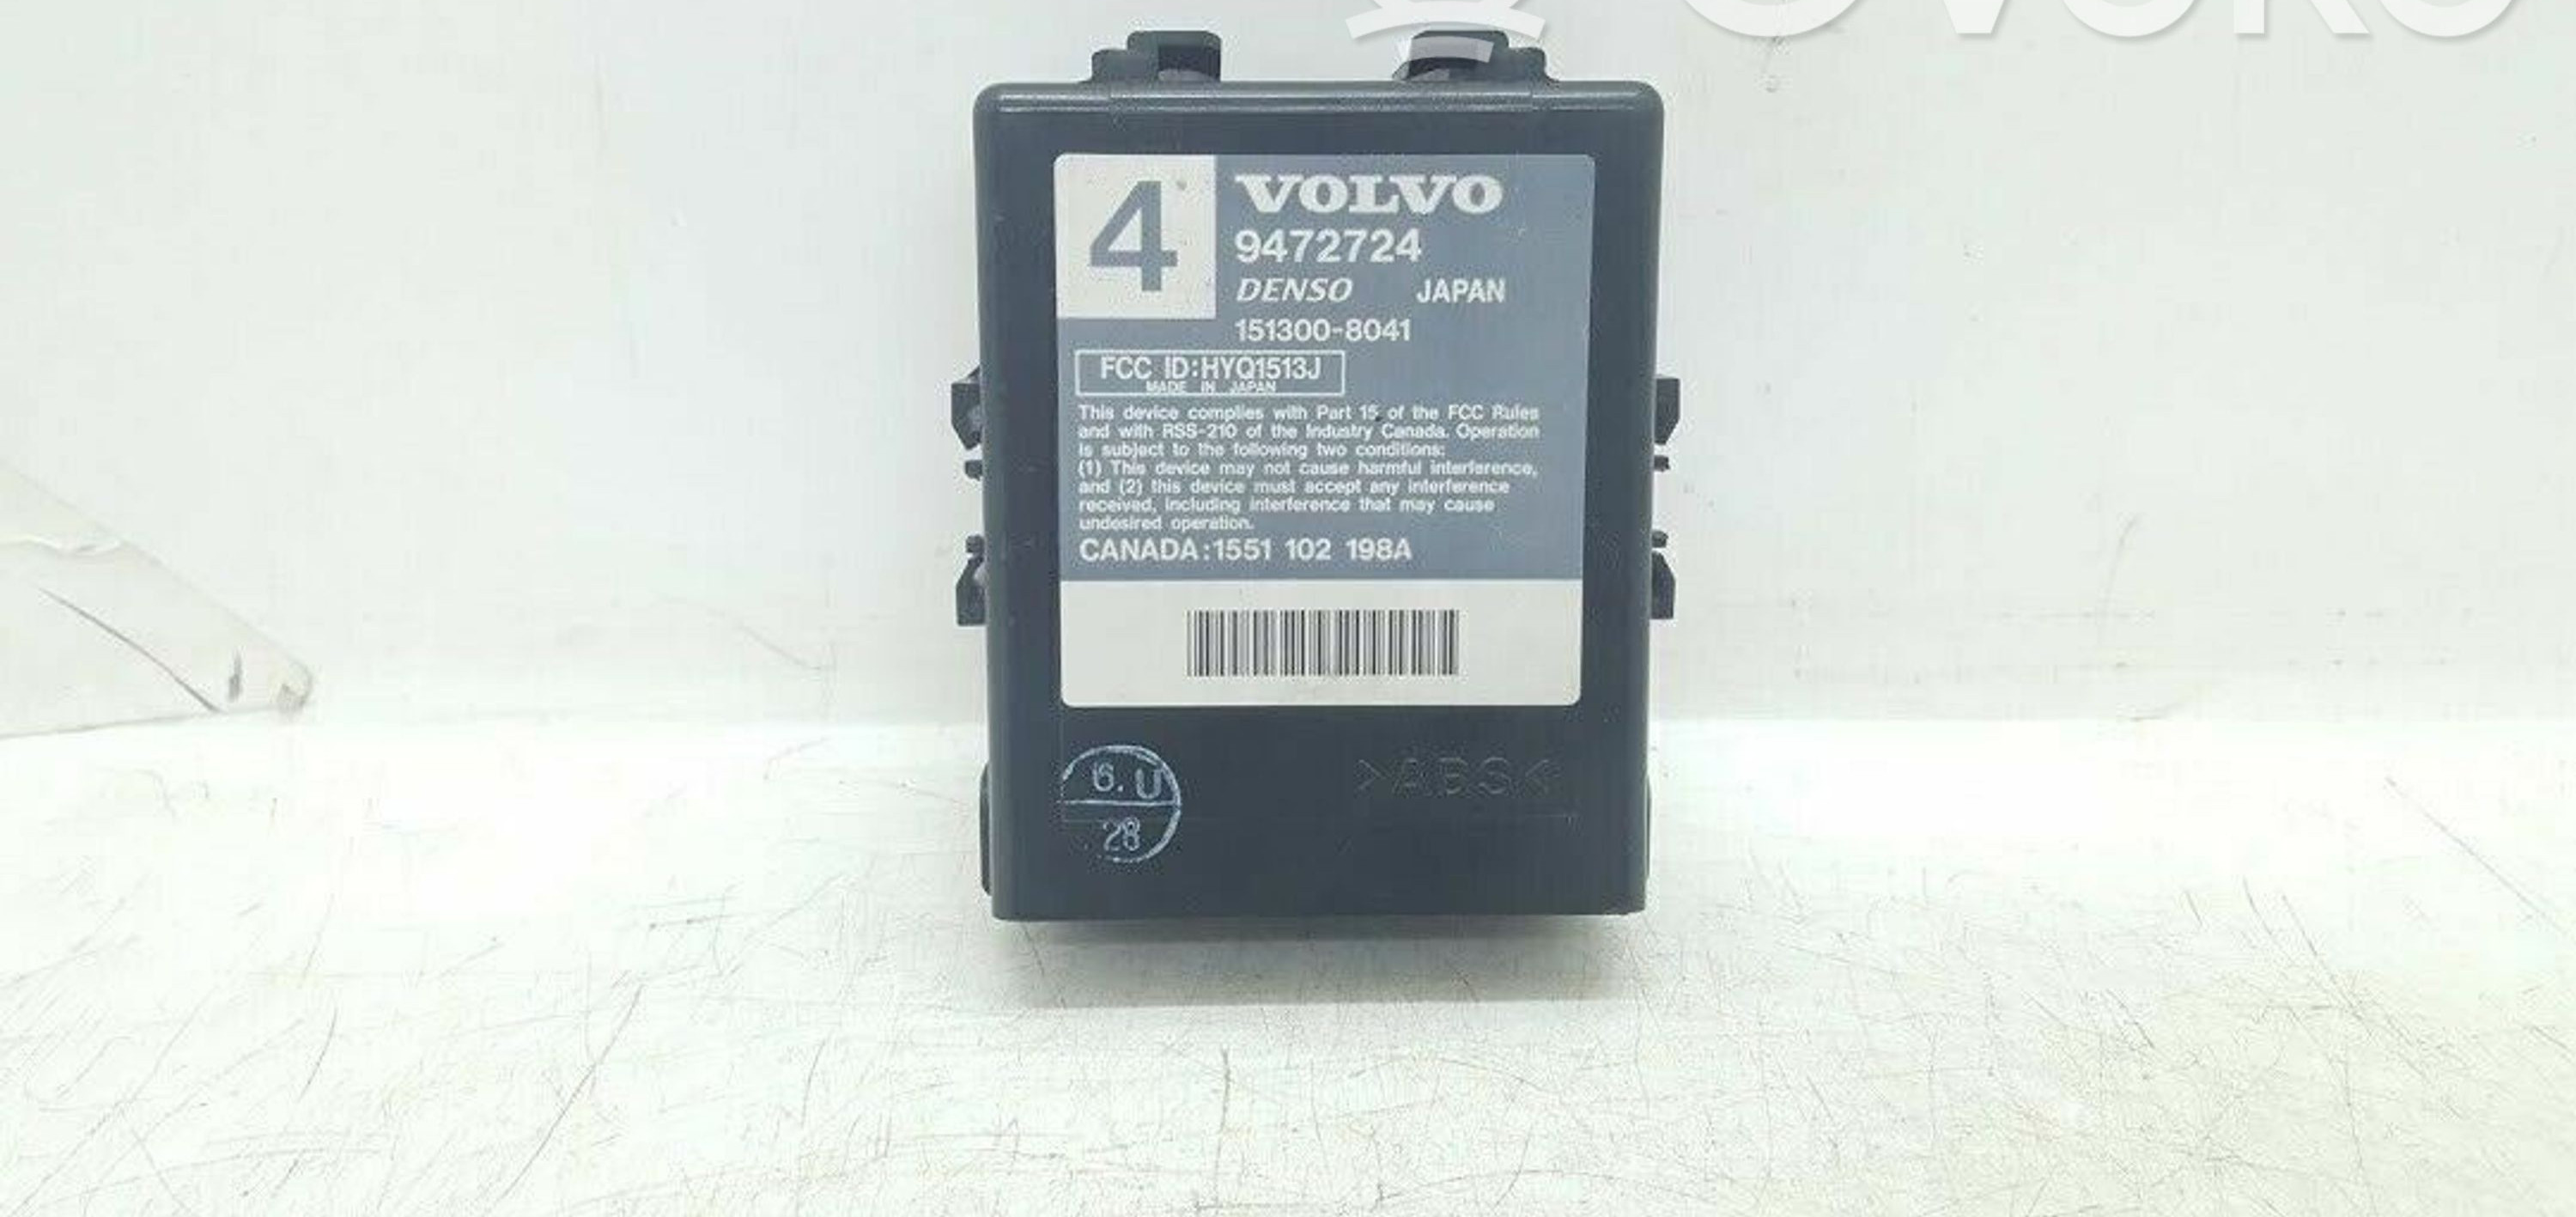 4
VOLVO
9472724
DENSO JAPAN
151300-8041
FCC ID:HYQ1513J
MADE IN JAPAN
This device complies with Part 15 of the FCC Rules
and with RSS-210 of the Industry Canada. Operation
is subject to the following two conditions:
(1) This device may not cause harmful interference,
and (2) this device must accept any interference
received, including interference that may cause
undesired operation.
CANADA:1551 102 198A
6.U
28
>ABS<